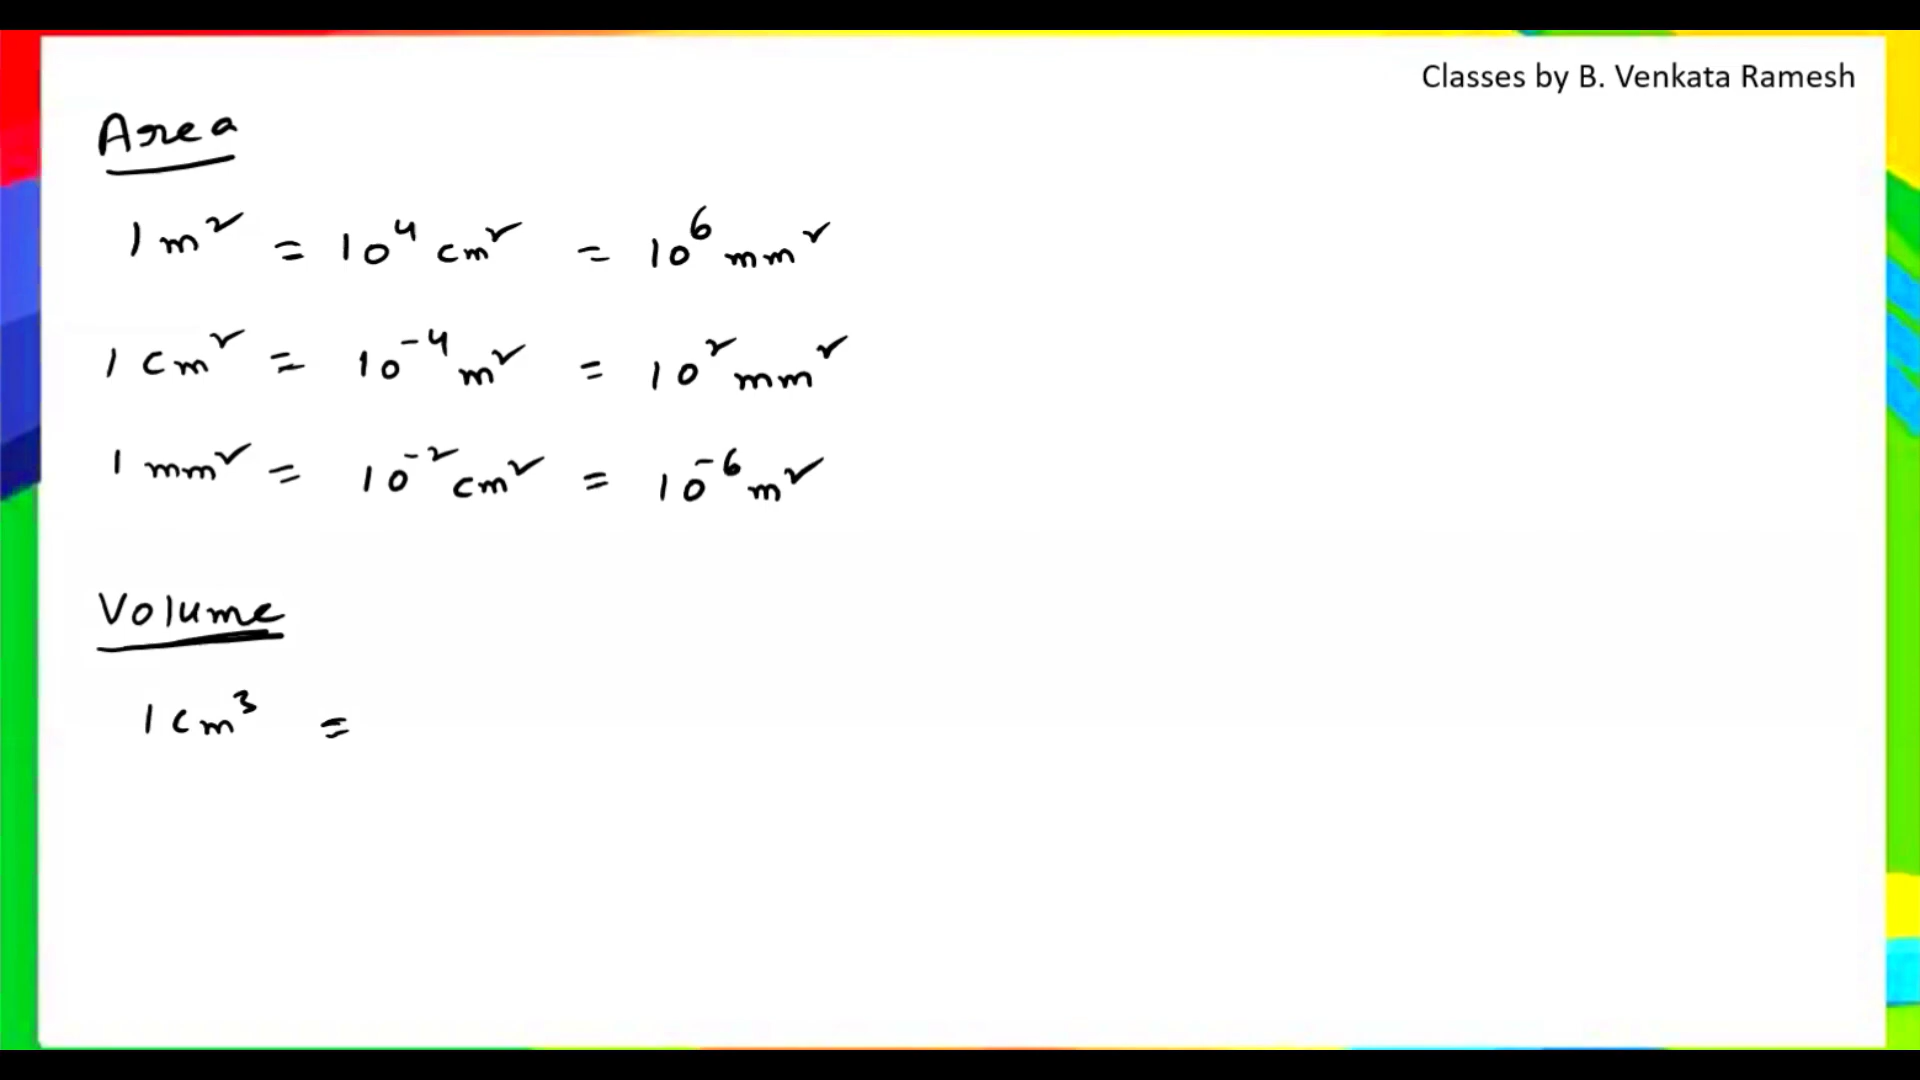 Classes by B. Venkata Ramesh
Area
1 m² = 10⁴ cm² = 10⁶ mm²
1 cm² = 10⁻⁴ m² = 10² mm²
1 mm² = 10⁻² cm² = 10⁻⁶ m²
Volume
1 cm³ =